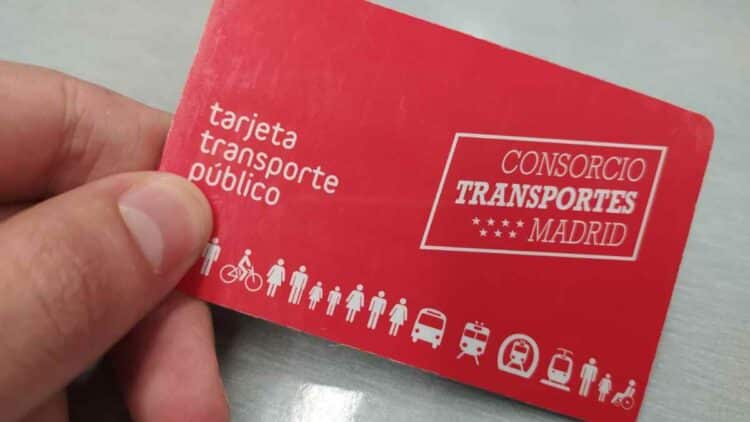 tarjeta
transporte
público
CONSORCIO
TRANSPORTES
MADRID